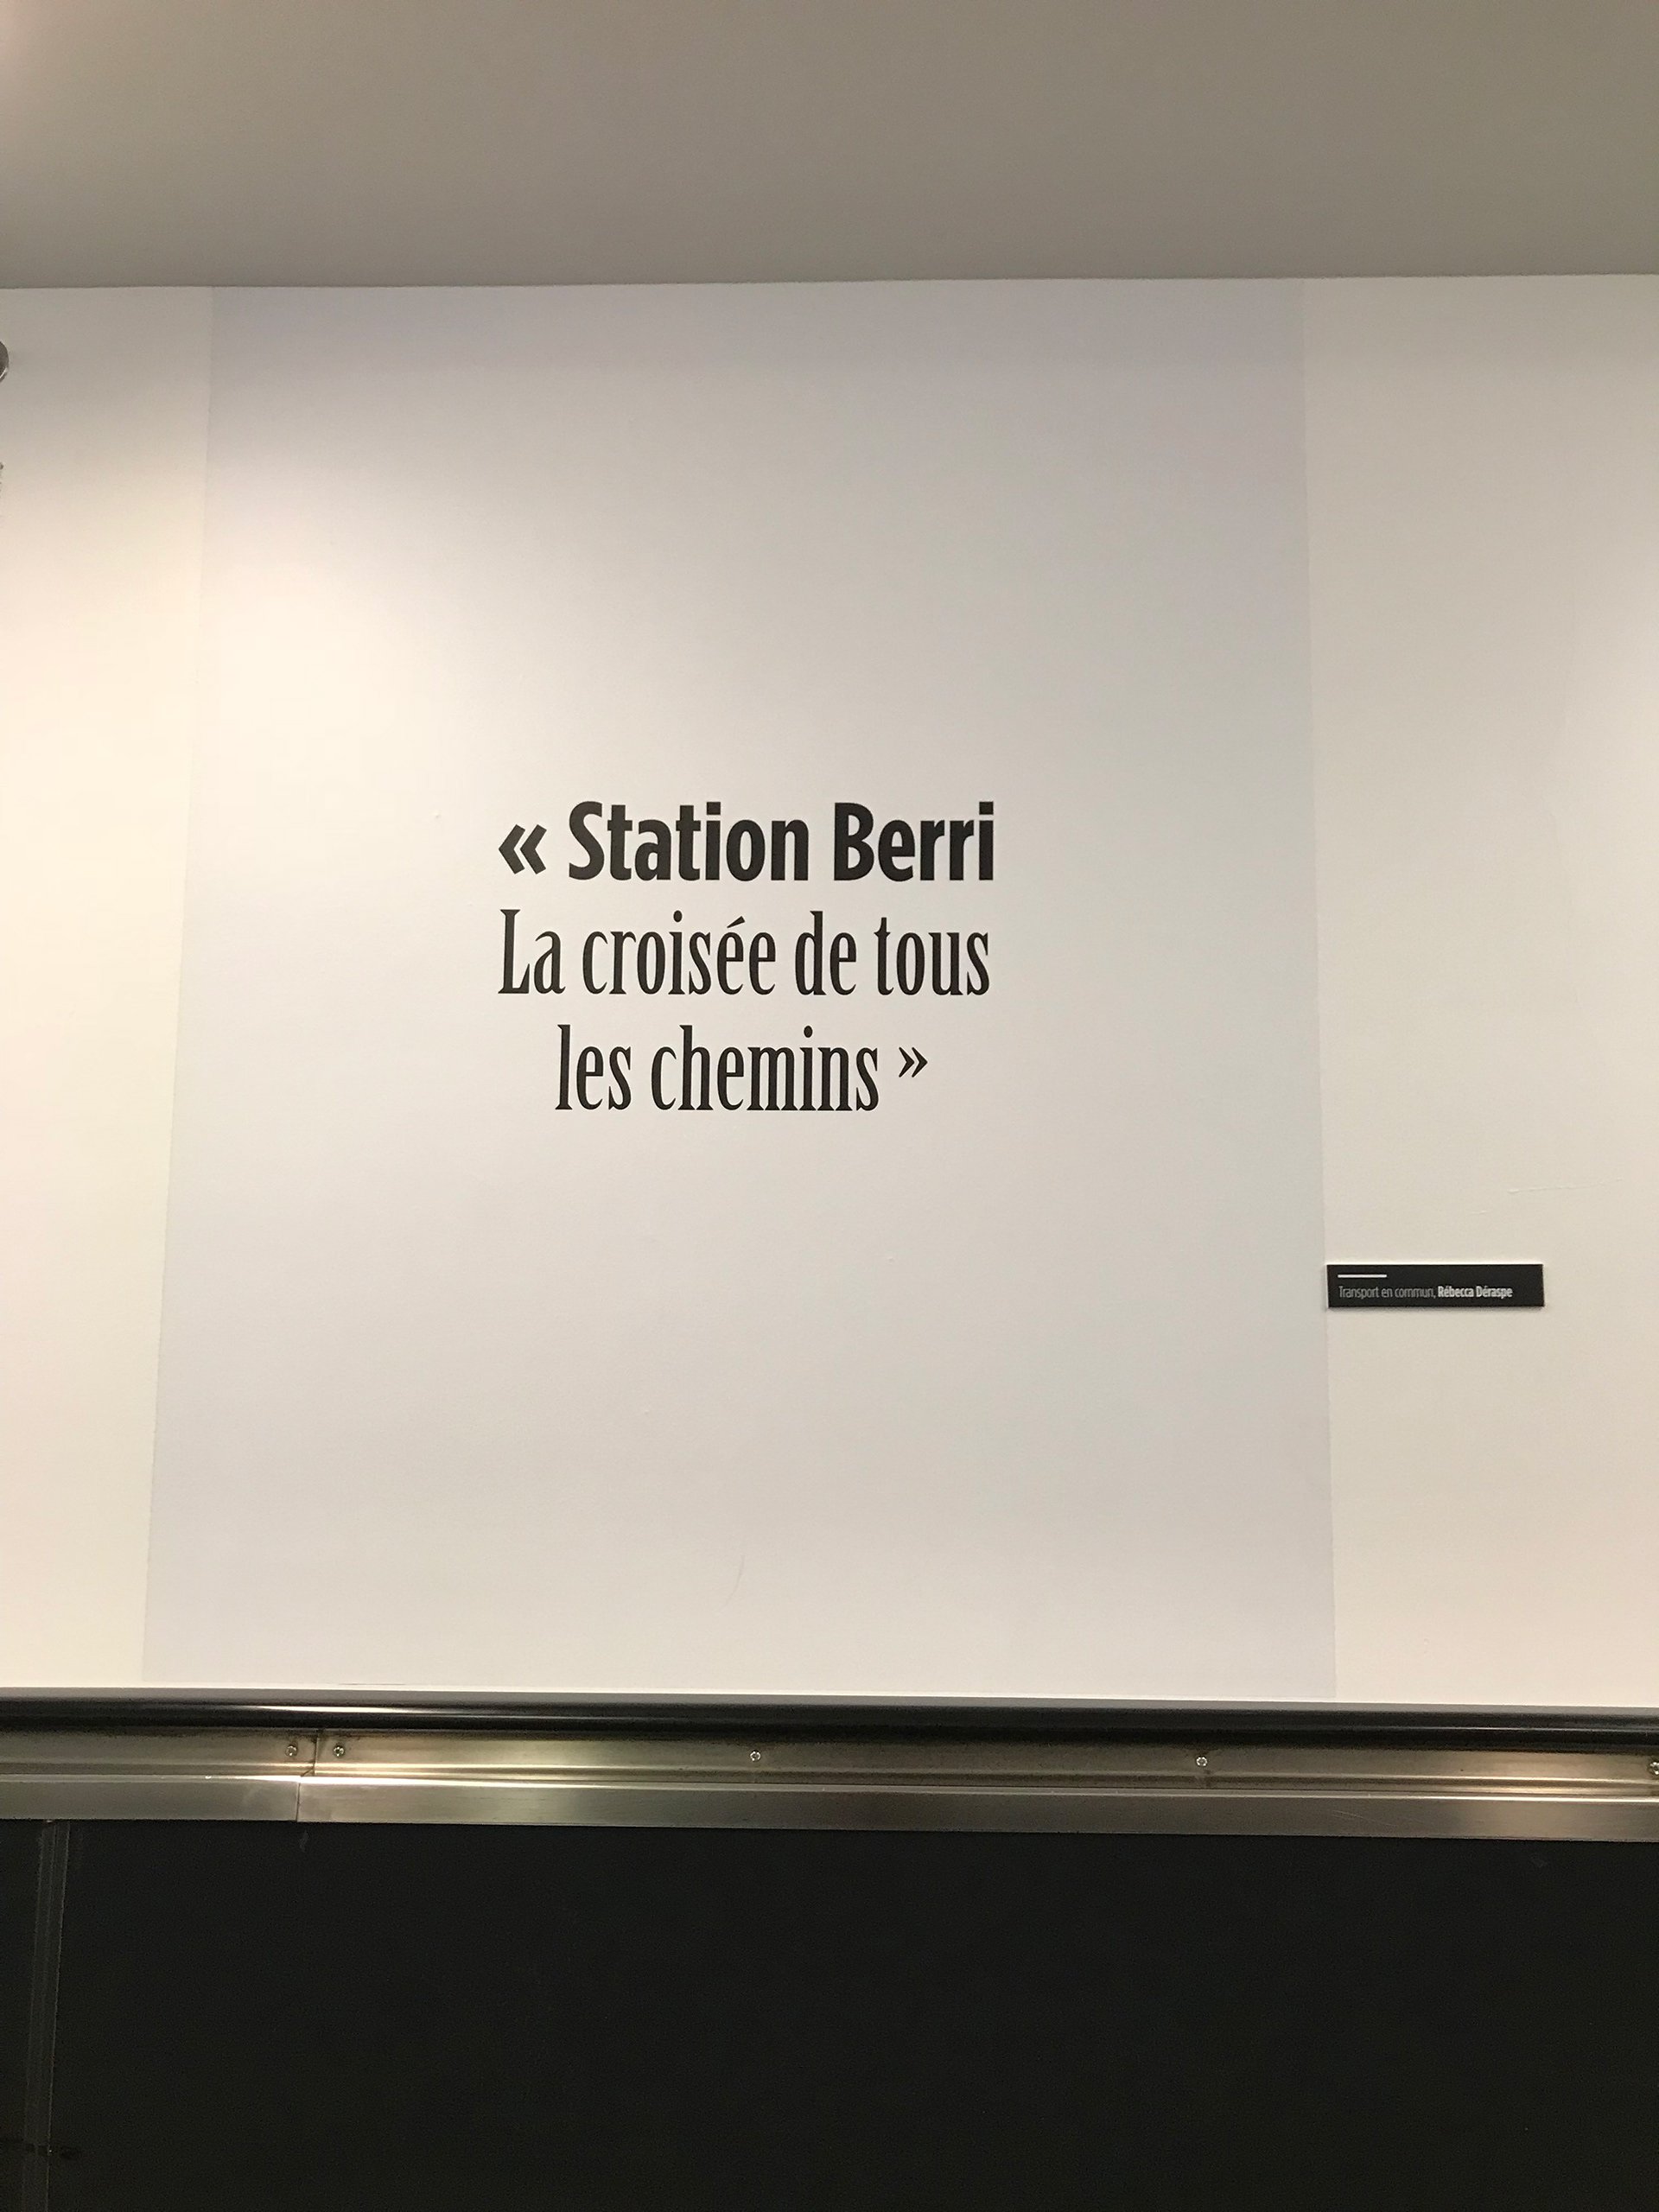 « Station Berri
La croisée de tous
les chemins »
Transport en commun, Rébecca Déraspe